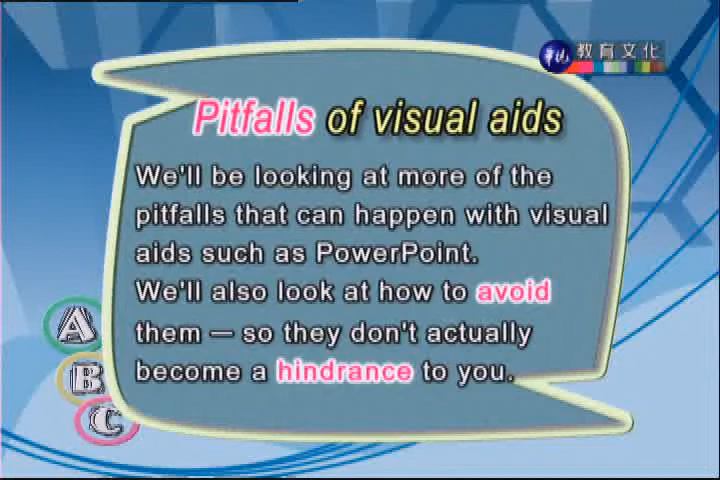 華視 教育文化
Pitfalls of visual aids
We'll be looking at more of the
pitfalls that can happen with visual
aids such as PowerPoint.
We'll also look at how to avoid
them — so they don't actually
become a hindrance to you.
A
B
C